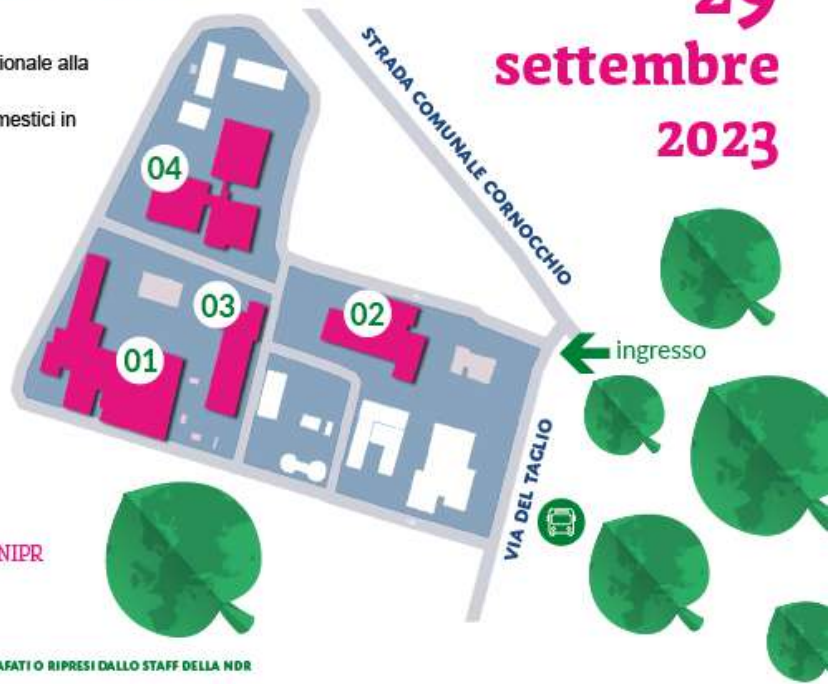 29
settembre
2023
ionale alla
mestici in
STRADA COMUNALE CORNOCCHIO
04
03
02
01
ingresso
VIA DEL TAGLIO
NIPR
AFATI O RIPRESI DALLO STAFF DELLA NDR